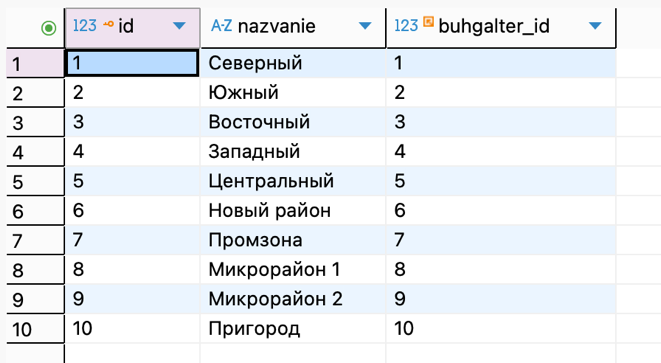 123 id A-Z nazvanie 123 buhgalter_id
1 1 Северный 1
2 2 Южный 2
3 3 Восточный 3
4 4 Западный 4
5 5 Центральный 5
6 6 Новый район 6
7 7 Промзона 7
8 8 Микрорайон 1 8
9 9 Микрорайон 2 9
10 10 Пригород 10